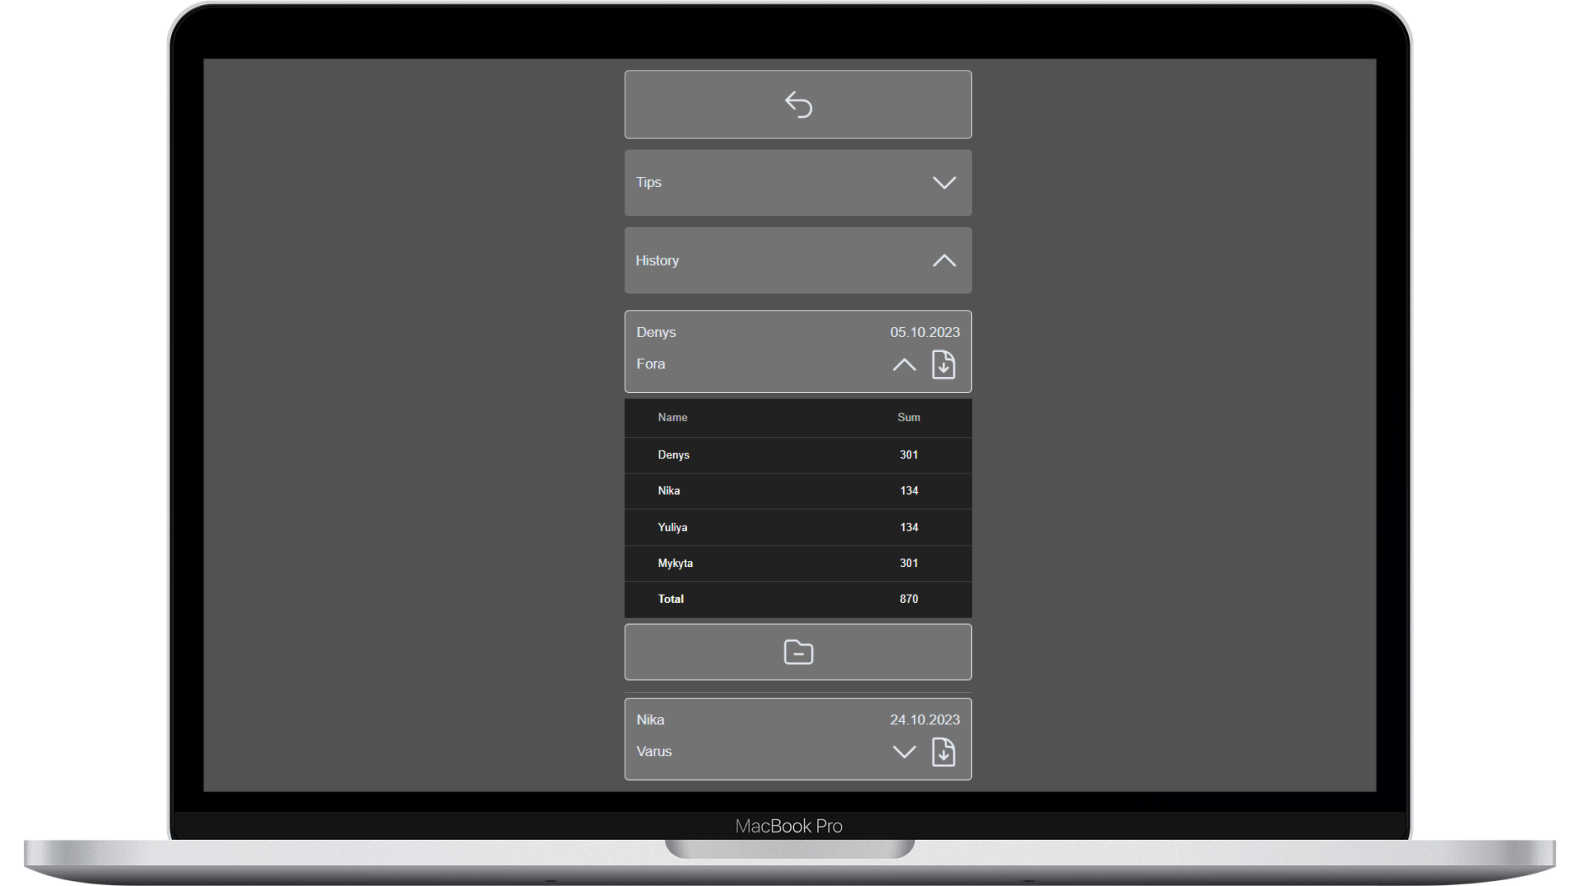 Tips
History
Denys 05.10.2023
Fora
Name Sum
Denys 301
Nika 134
Yuliya 134
Mykyta 301
Total 870
Nika 24.10.2023
Varus
MacBook Pro